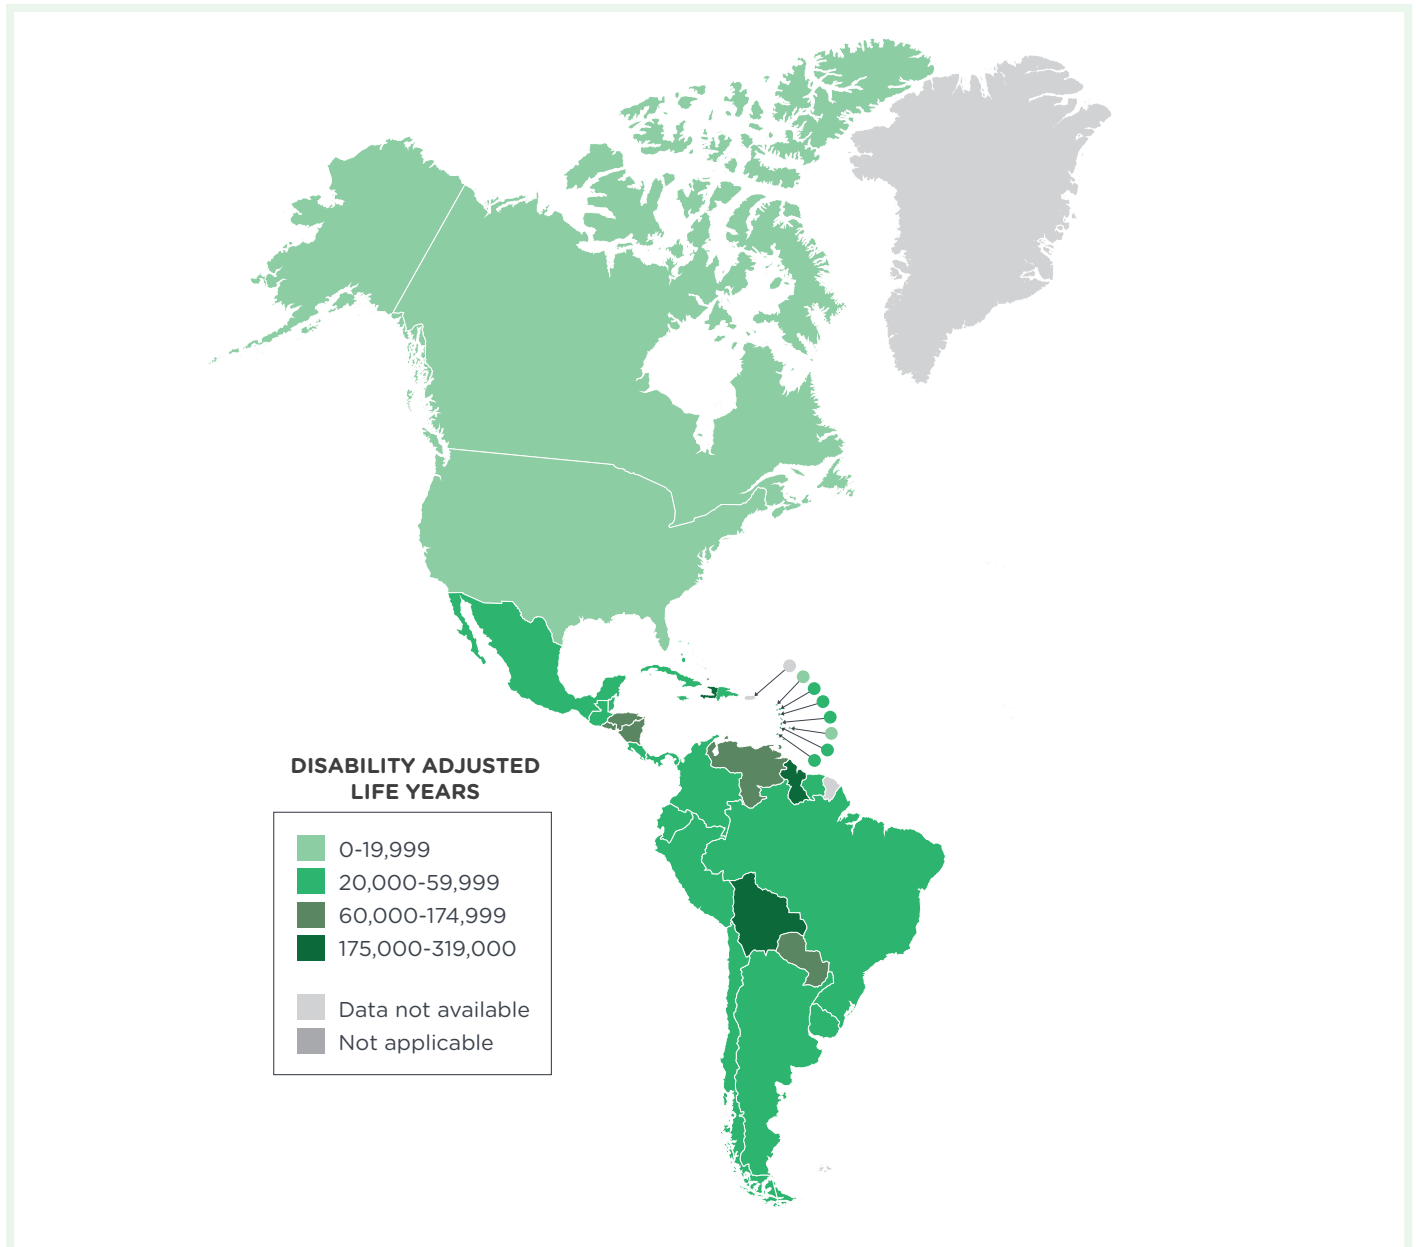 DISABILITY ADJUSTED
LIFE YEARS
0-19,999
20,000-59,999
60,000-174,999
175,000-319,000
Data not available
Not applicable